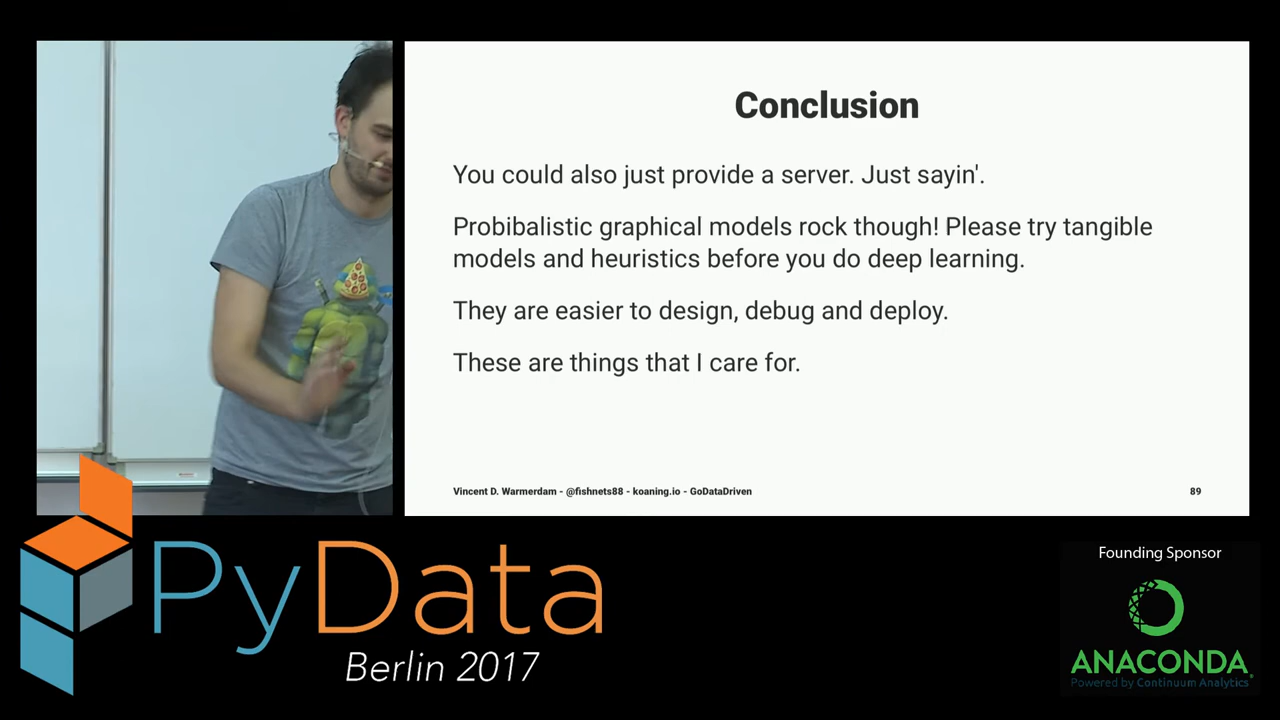 Conclusion
You could also just provide a server. Just sayin'.
Probibalistic graphical models rock though! Please try tangible
models and heuristics before you do deep learning.
They are easier to design, debug and deploy.
These are things that I care for.
Vincent D. Warmerdam - @fishnets88 - koaning.io - GoDataDriven
89
PyData
Berlin 2017
Founding Sponsor
ANACONDA®
Powered by Continuum Analytics